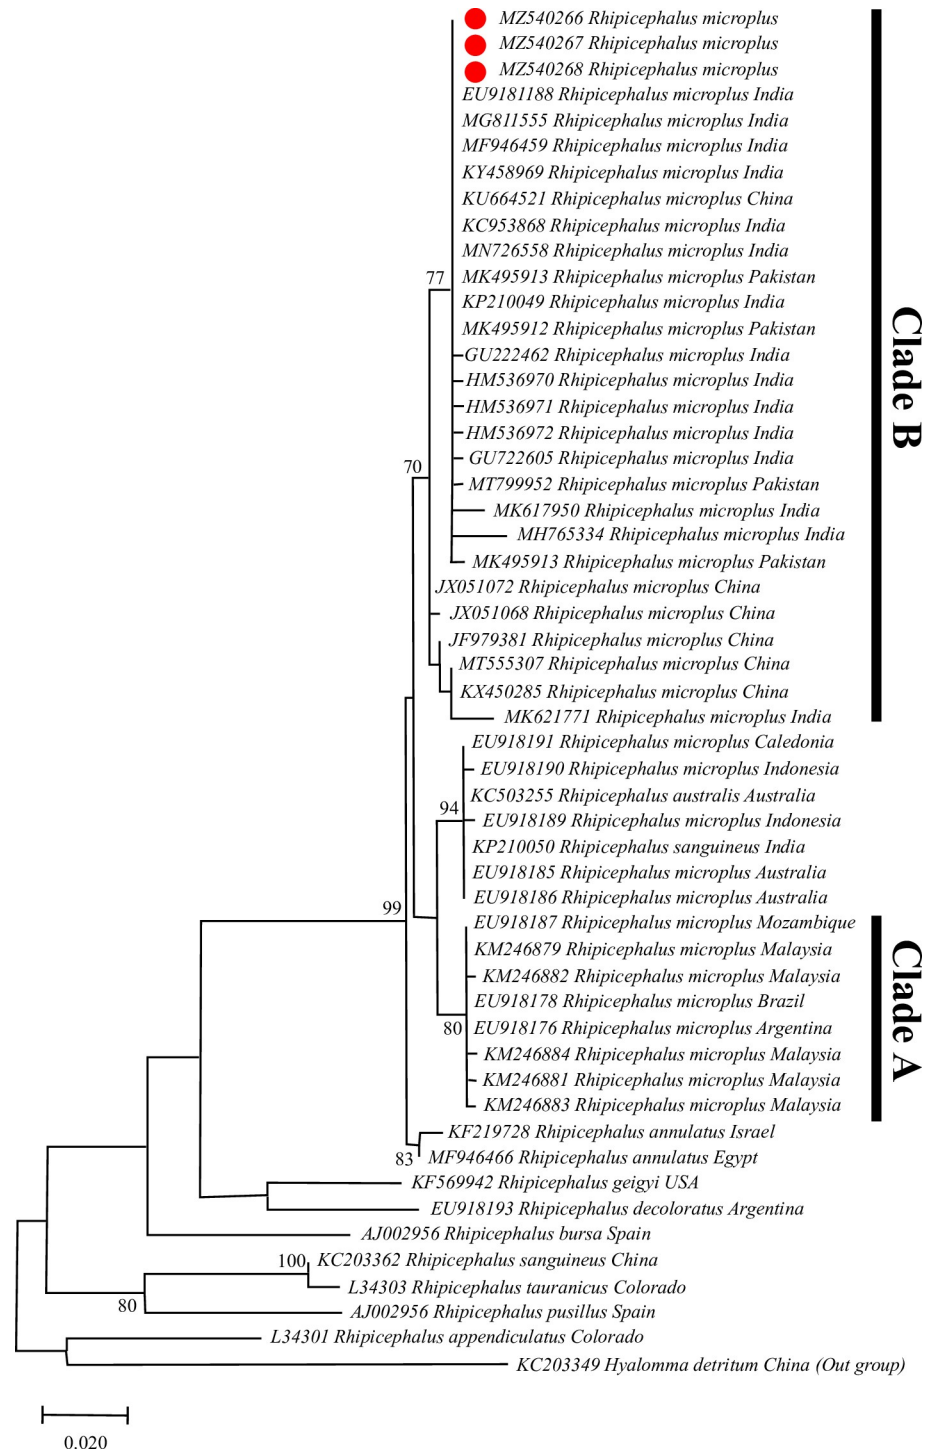 MZ540266 Rhipicephalus microplus
MZ540267 Rhipicephalus microplus
MZ540268 Rhipicephalus microplus
EU9181188 Rhipicephalus microplus India
MG811555 Rhipicephalus microplus India
MF946459 Rhipicephalus microplus India
KY458969 Rhipicephalus microplus India
KU664521 Rhipicephalus microplus China
KC953868 Rhipicephalus microplus India
MN726558 Rhipicephalus microplus India
MK495913 Rhipicephalus microplus Pakistan
77
KP210049 Rhipicephalus microplus India
MK495912 Rhipicephalus microplus Pakistan
GU222462 Rhipicephalus microplus India
HM536970 Rhipicephalus microplus India
HM536971 Rhipicephalus microplus India
HM536972 Rhipicephalus microplus India
GU722605 Rhipicephalus microplus India
70
MT799952 Rhipicephalus microplus Pakistan
MK617950 Rhipicephalus microplus India
MH765334 Rhipicephalus microplus India
MK495913 Rhipicephalus microplus Pakistan
JX051072 Rhipicephalus microplus China
JX051068 Rhipicephalus microplus China
JF979381 Rhipicephalus microplus China
MT555307 Rhipicephalus microplus China
KX450285 Rhipicephalus microplus China
MK621771 Rhipicephalus microplus India
Clade B
EU918191 Rhipicephalus microplus Caledonia
EU918190 Rhipicephalus microplus Indonesia
KC503255 Rhipicephalus australis Australia
94
EU918189 Rhipicephalus microplus Indonesia
KP210050 Rhipicephalus sanguineus India
EU918185 Rhipicephalus microplus Australia
EU918186 Rhipicephalus microplus Australia
99
EU918187 Rhipicephalus microplus Mozambique
KM246879 Rhipicephalus microplus Malaysia
KM246882 Rhipicephalus microplus Malaysia
EU918178 Rhipicephalus microplus Brazil
80
EU918176 Rhipicephalus microplus Argentina
KM246884 Rhipicephalus microplus Malaysia
KM246881 Rhipicephalus microplus Malaysia
KM246883 Rhipicephalus microplus Malaysia
Clade A
KF219728 Rhipicephalus annulatus Israel
83
MF946466 Rhipicephalus annulatus Egypt
KF569942 Rhipicephalus geigyi USA
EU918193 Rhipicephalus decoloratus Argentina
AJ002956 Rhipicephalus bursa Spain
100
KC203362 Rhipicephalus sanguineus China
L34303 Rhipicephalus tauranicus Colorado
80
AJ002956 Rhipicephalus pusillus Spain
L34301 Rhipicephalus appendiculatus Colorado
KC203349 Hyalomma detritum China (Out group)
0.020